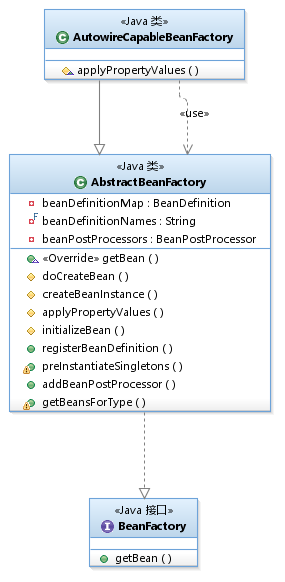 «Java 类»
AutowireCapableBeanFactory
applyPropertyValues ( )
«use»
«Java 类»
AbstractBeanFactory
beanDefinitionMap : BeanDefinition
beanDefinitionNames : String
beanPostProcessors : BeanPostProcessor
«Override» getBean ( )
doCreateBean ( )
createBeanInstance ( )
applyPropertyValues ( )
initializeBean ( )
registerBeanDefinition ( )
preInstantiateSingletons ( )
addBeanPostProcessor ( )
getBeansForType ( )
«Java 接口»
BeanFactory
getBean ( )